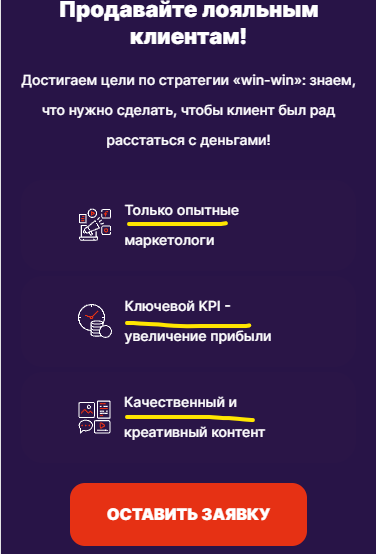 Продавайте лояльным
клиентам!
Достигаем цели по стратегии «win-win»: знаем,
что нужно сделать, чтобы клиент был рад
расстаться с деньгами!
Только опытные
маркетологи
Ключевой KPI -
увеличение прибыли
Качественный и
креативный контент
ОСТАВИТЬ ЗАЯВКУ